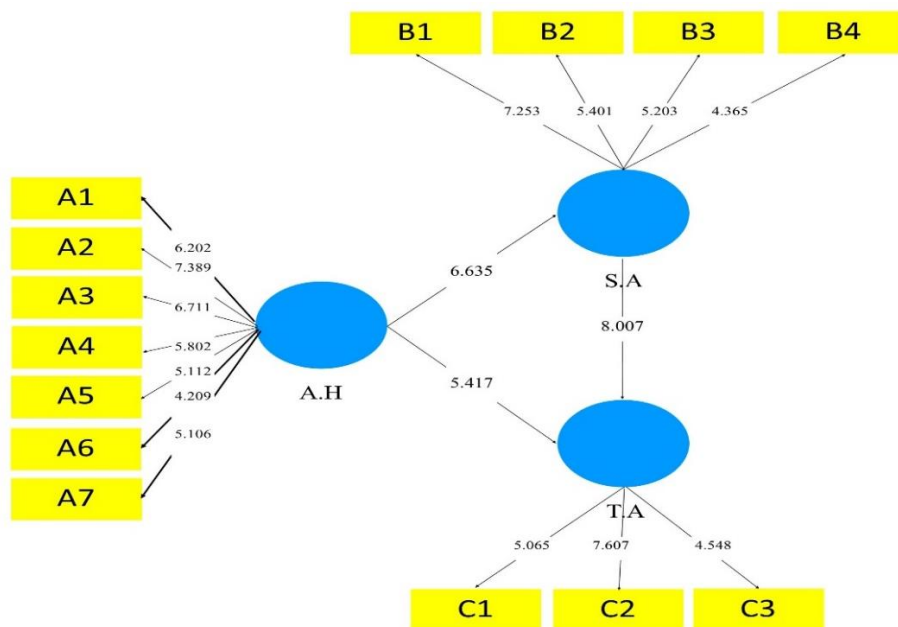 B1
B2
B3
B4
7.253
5.401
5.203
4.365
A1
A2
A3
A4
A5
A6
A7
6.202
7.389
6.711
5.802
5.112
4.209
5.106
A.H
6.635
5.417
S.A
8.007
T.A
5.065
7.607
4.548
C1
C2
C3